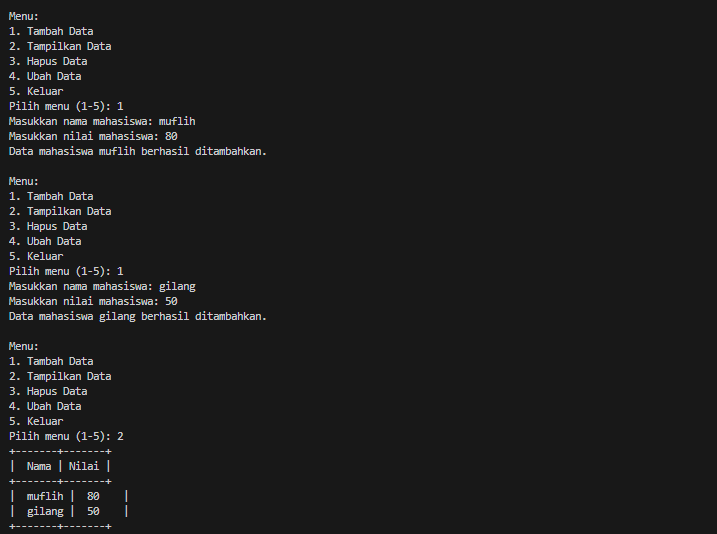 Menu:
1. Tambah Data
2. Tampilkan Data
3. Hapus Data
4. Ubah Data
5. Keluar
Pilih menu (1-5): 1
Masukkan nama mahasiswa: muflih
Masukkan nilai mahasiswa: 80
Data mahasiswa muflih berhasil ditambahkan.

Menu:
1. Tambah Data
2. Tampilkan Data
3. Hapus Data
4. Ubah Data
5. Keluar
Pilih menu (1-5): 1
Masukkan nama mahasiswa: gilang
Masukkan nilai mahasiswa: 50
Data mahasiswa gilang berhasil ditambahkan.

Menu:
1. Tambah Data
2. Tampilkan Data
3. Hapus Data
4. Ubah Data
5. Keluar
Pilih menu (1-5): 2
+-------+-------+
|  Nama | Nilai |
+-------+-------+
|  muflih |  80    |
|  gilang |  50    |
+-------+-------+